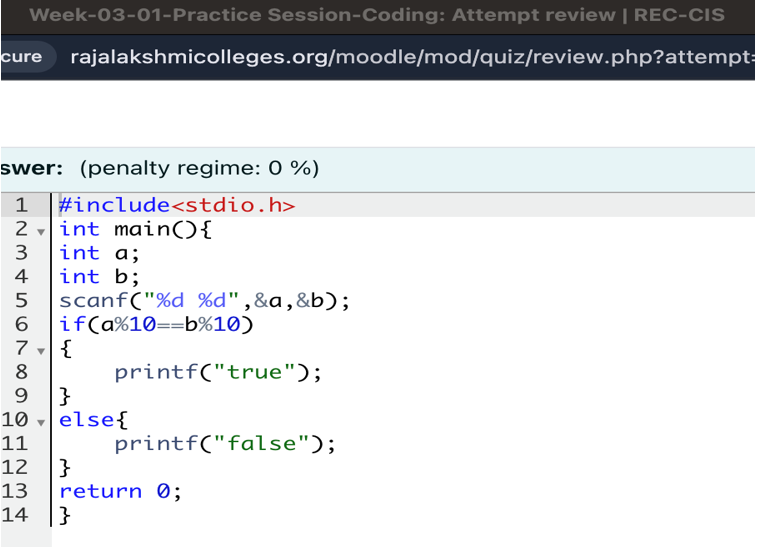 Week-03-01-Practice Session-Coding: Attempt review | REC-CIS
cure rajalakshmicolleges.org/moodle/mod/quiz/review.php?attempt=
swer: (penalty regime: 0 %)
1 #include<stdio.h>
2 int main(){
3 int a;
4 int b;
5 scanf("%d %d",&a,&b);
6 if(a%10==b%10)
7 {
8     printf("true");
9 }
10 else{
11     printf("false");
12 }
13 return 0;
14 }